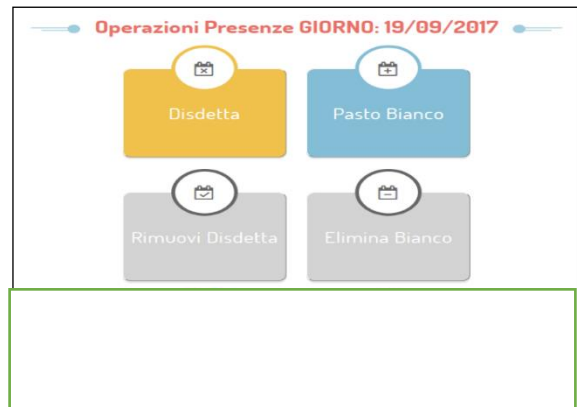 Operazioni Presenze GIORNO: 19/09/2017
Disdetta
Pasto Bianco
Rimuovi Disdetta
Elimina Bianco